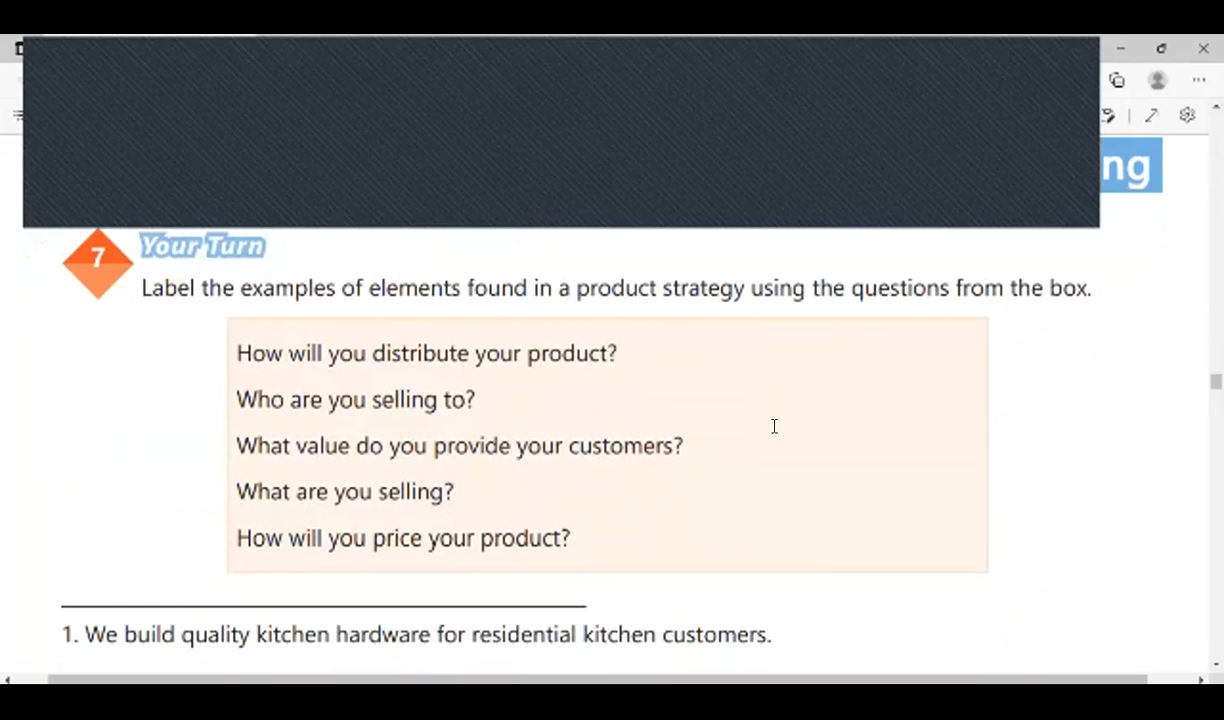 ng
7
Your Turn
Label the examples of elements found in a product strategy using the questions from the box.
How will you distribute your product?
Who are you selling to?
What value do you provide your customers?
What are you selling?
How will you price your product?
1. We build quality kitchen hardware for residential kitchen customers.